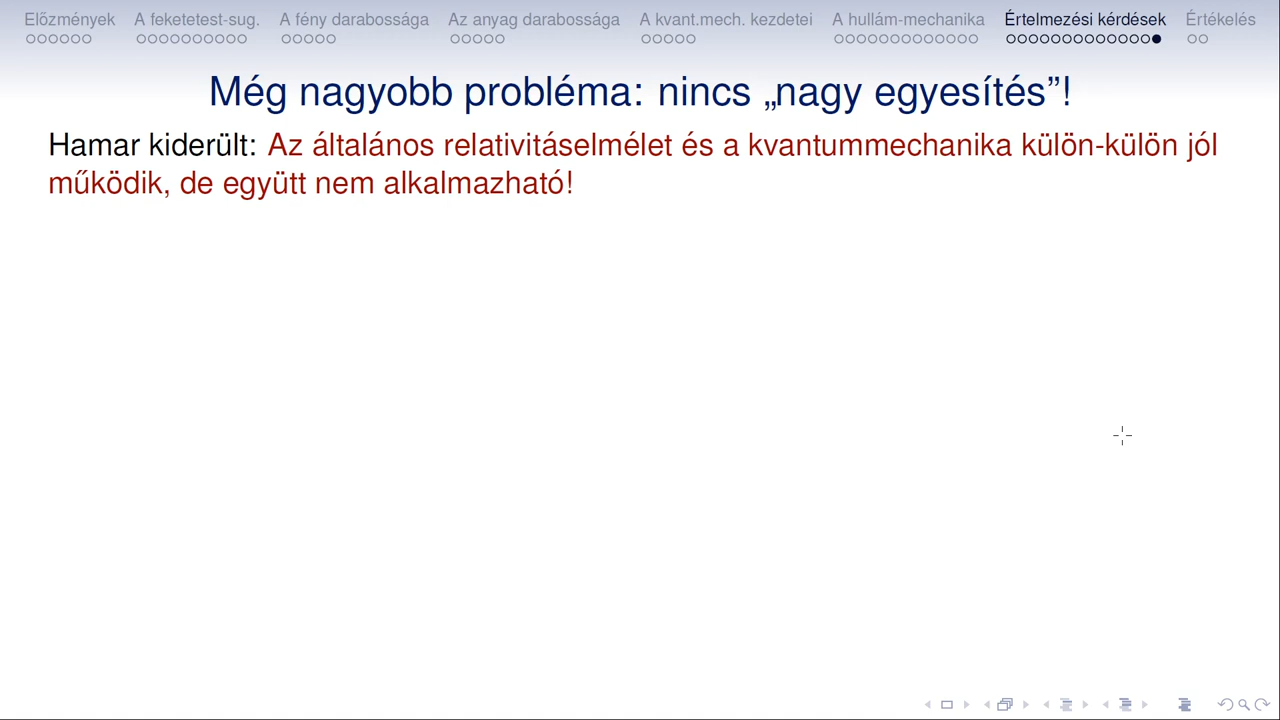 Előzmények A feketetest-sug. A fény darabossága Az anyag darabossága A kvant.mech. kezdetei A hullám-mechanika Értelmezési kérdések Értékelés
Még nagyobb probléma: nincs „nagy egyesítés”!
Hamar kiderült: Az általános relativitáselmélet és a kvantummechanika külön-külön jól
működik, de együtt nem alkalmazható!